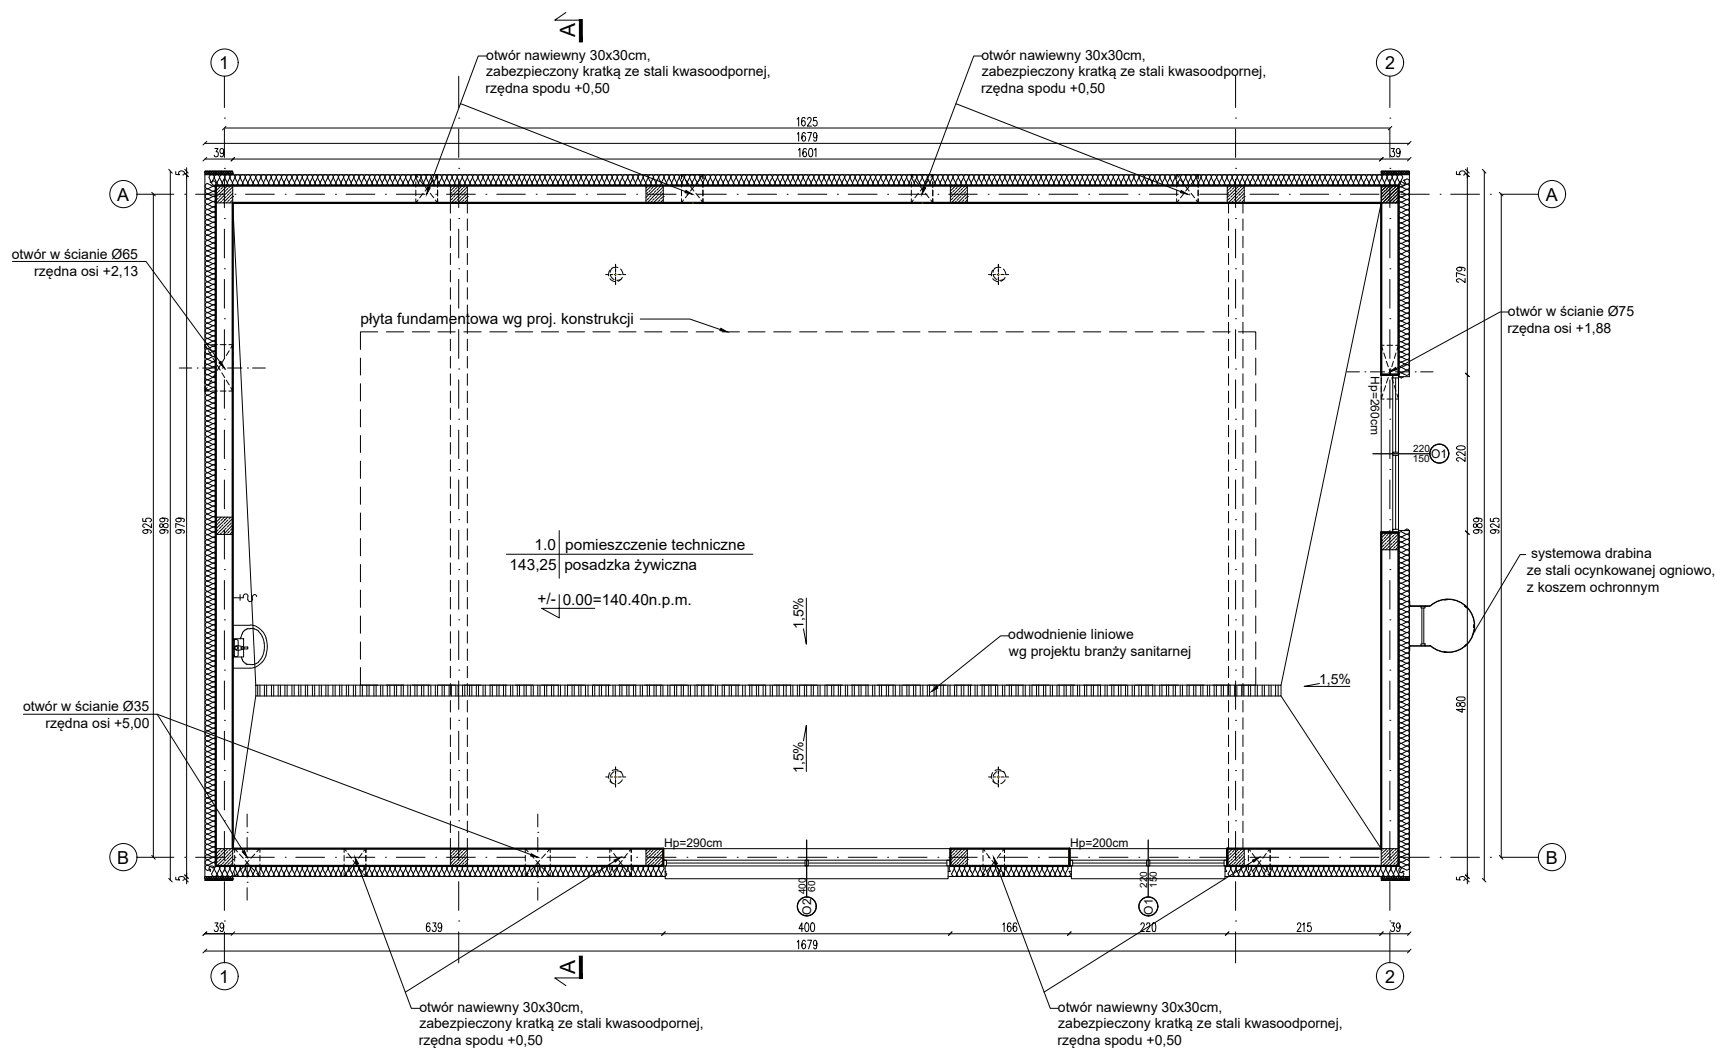 A
1
2
otwór nawiewny 30x30cm,
zabezpieczony kratką ze stali kwasoodpornej,
rzędna spodu +0,50
otwór nawiewny 30x30cm,
zabezpieczony kratką ze stali kwasoodpornej,
rzędna spodu +0,50
1625
1679
39
1601
39
5
5
A
A
otwór w ścianie Ø65
rzędna osi +2,13
279
otwór w ścianie Ø75
rzędna osi +1,88
płyta fundamentowa wg proj. konstrukcji
Hp=260cm
220
150
O1
220
925
989
979
989
925
1.0 pomieszczenie techniczne
143,25 posadzka żywiczna
+/- 0.00=140.40n.p.m.
systemowa drabina
ze stali ocynkowanej ogniowo,
z koszem ochronnym
1,5%
odwodnienie liniowe
wg projektu branży sanitarnej
1,5%
480
otwór w ścianie Ø35
rzędna osi +5,00
1,5%
Hp=290cm
Hp=200cm
B
B
5
5
400
60
O2
220
150
O1
39
639
400
166
220
215
39
1679
1
A
2
otwór nawiewny 30x30cm,
zabezpieczony kratką ze stali kwasoodpornej,
rzędna spodu +0,50
otwór nawiewny 30x30cm,
zabezpieczony kratką ze stali kwasoodpornej,
rzędna spodu +0,50